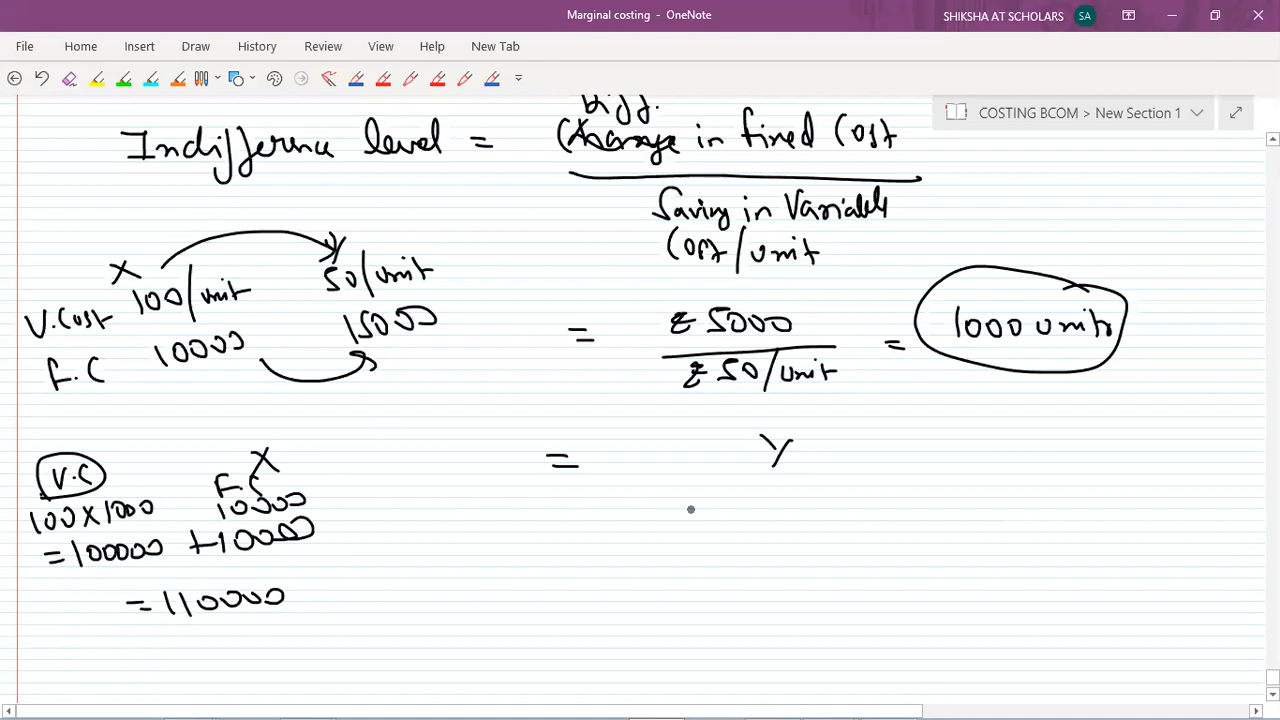 Marginal costing - OneNote
SHIKSHA AT SCHOLARS SA
File Home Insert Draw History Review View Help New Tab
COSTING BCOM > New Section 1
Diff.
Indifference level = Change in fixed Cost
Saving in Variable
Cost/unit
X
V.Cost 100/unit 50/unit
F.C 10000 15000
= ₹ 5000
₹ 50/unit
= 1000 units
X = Y
V.C F.C
100X1000 10000
=100000 +10000
=110000